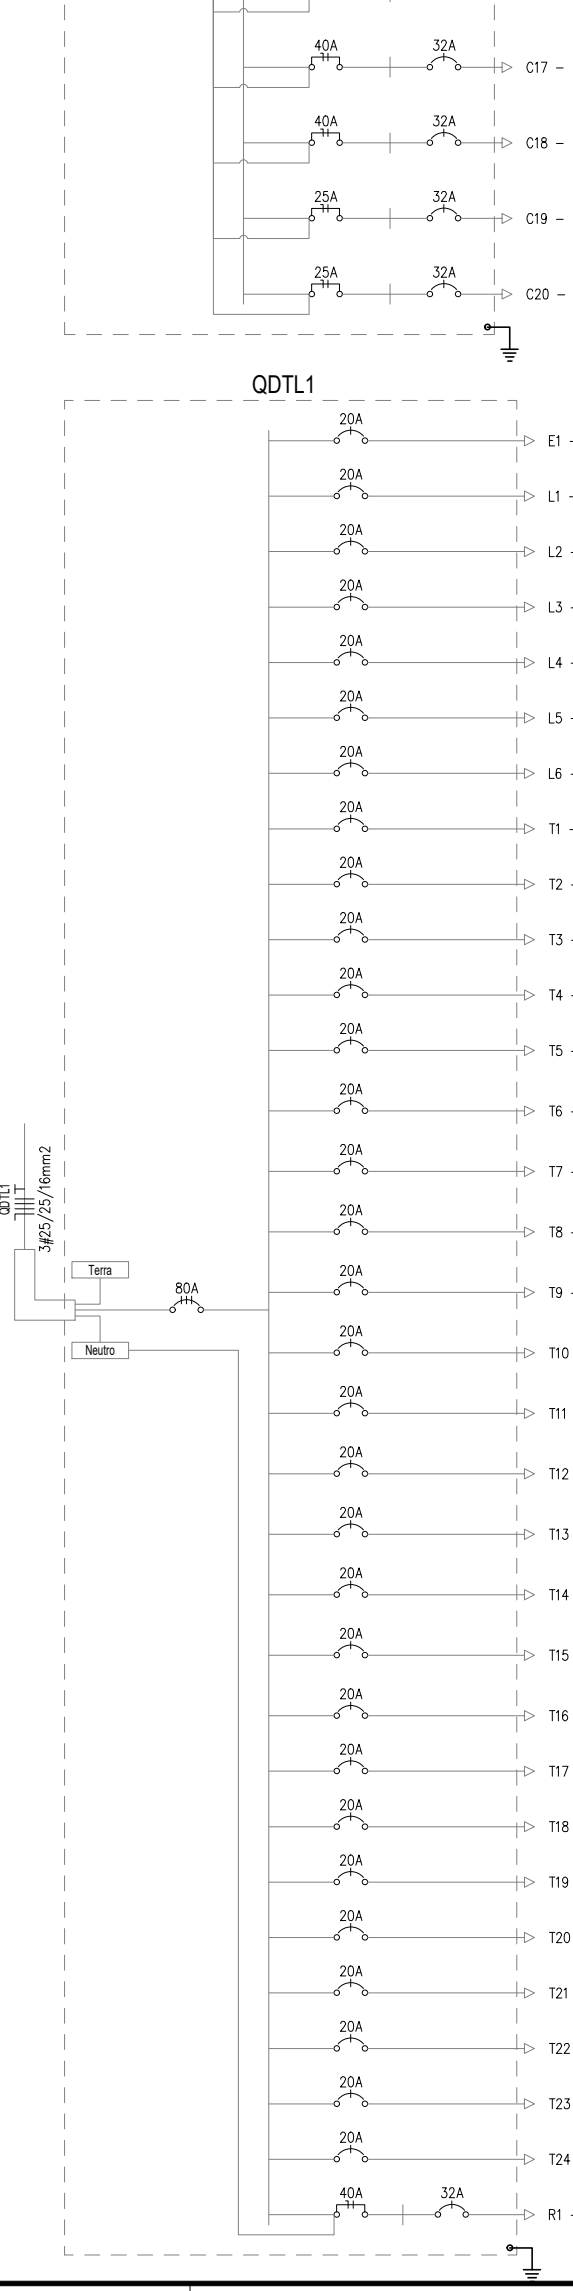 40A 32A
C17 -
40A 32A
C18 -
25A 32A
C19 -
25A 32A
C20 -
QDTL1
20A
E1 -
20A
L1 -
20A
L2 -
20A
L3 -
20A
L4 -
20A
L5 -
20A
L6 -
20A
T1 -
20A
T2 -
20A
T3 -
20A
T4 -
20A
T5 -
20A
T6 -
20A
T7 -
20A
T8 -
QDTL1
3#25/25/16mm2
Terra
80A
20A
T9 -
Neutro
20A
T10
20A
T11
20A
T12
20A
T13
20A
T14
20A
T15
20A
T16
20A
T17
20A
T18
20A
T19
20A
T20
20A
T21
20A
T22
20A
T23
20A
T24
40A 32A
R1 -